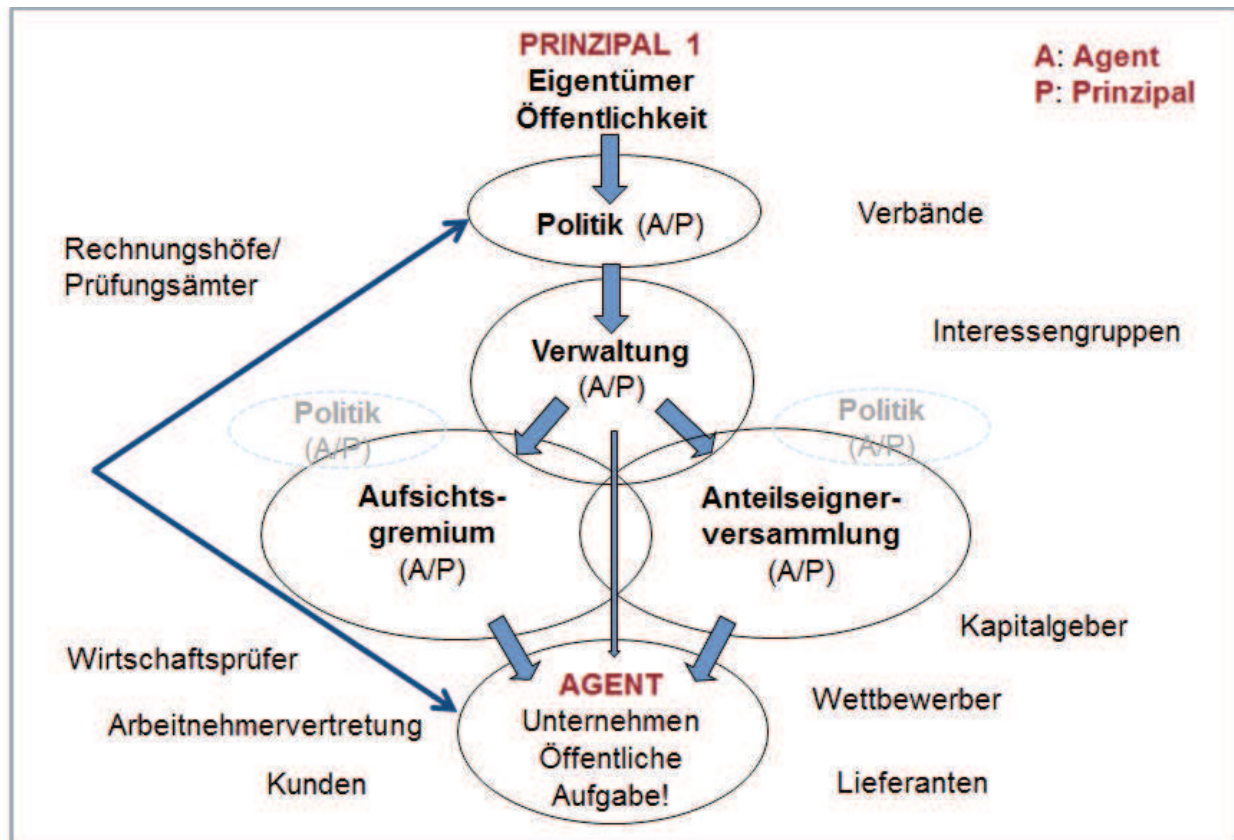 PRINZIPAL 1
Eigentümer
Öffentlichkeit
A: Agent
P: Prinzipal
Politik (A/P)
Verbände
Rechnungshöfe/
Prüfungsämter
Interessengruppen
Verwaltung
(A/P)
Politik
(A/P)
Politik
(A/P)
Aufsichts-
gremium
(A/P)
Anteilseigner-
versammlung
(A/P)
Kapitalgeber
Wirtschaftsprüfer
AGENT
Unternehmen
Öffentliche
Aufgabe!
Wettbewerber
Arbeitnehmervertretung
Kunden
Lieferanten